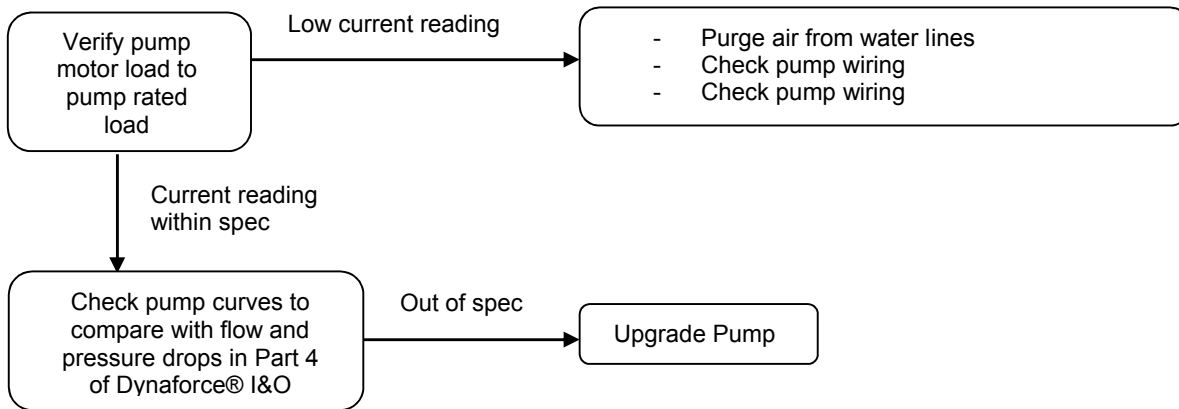 Verify pump
motor load to
pump rated
load
Low current reading
- Purge air from water lines
- Check pump wiring
- Check pump wiring
Current reading
within spec
Check pump curves to
compare with flow and
pressure drops in Part 4
of Dynaforce® I&O
Out of spec
Upgrade Pump